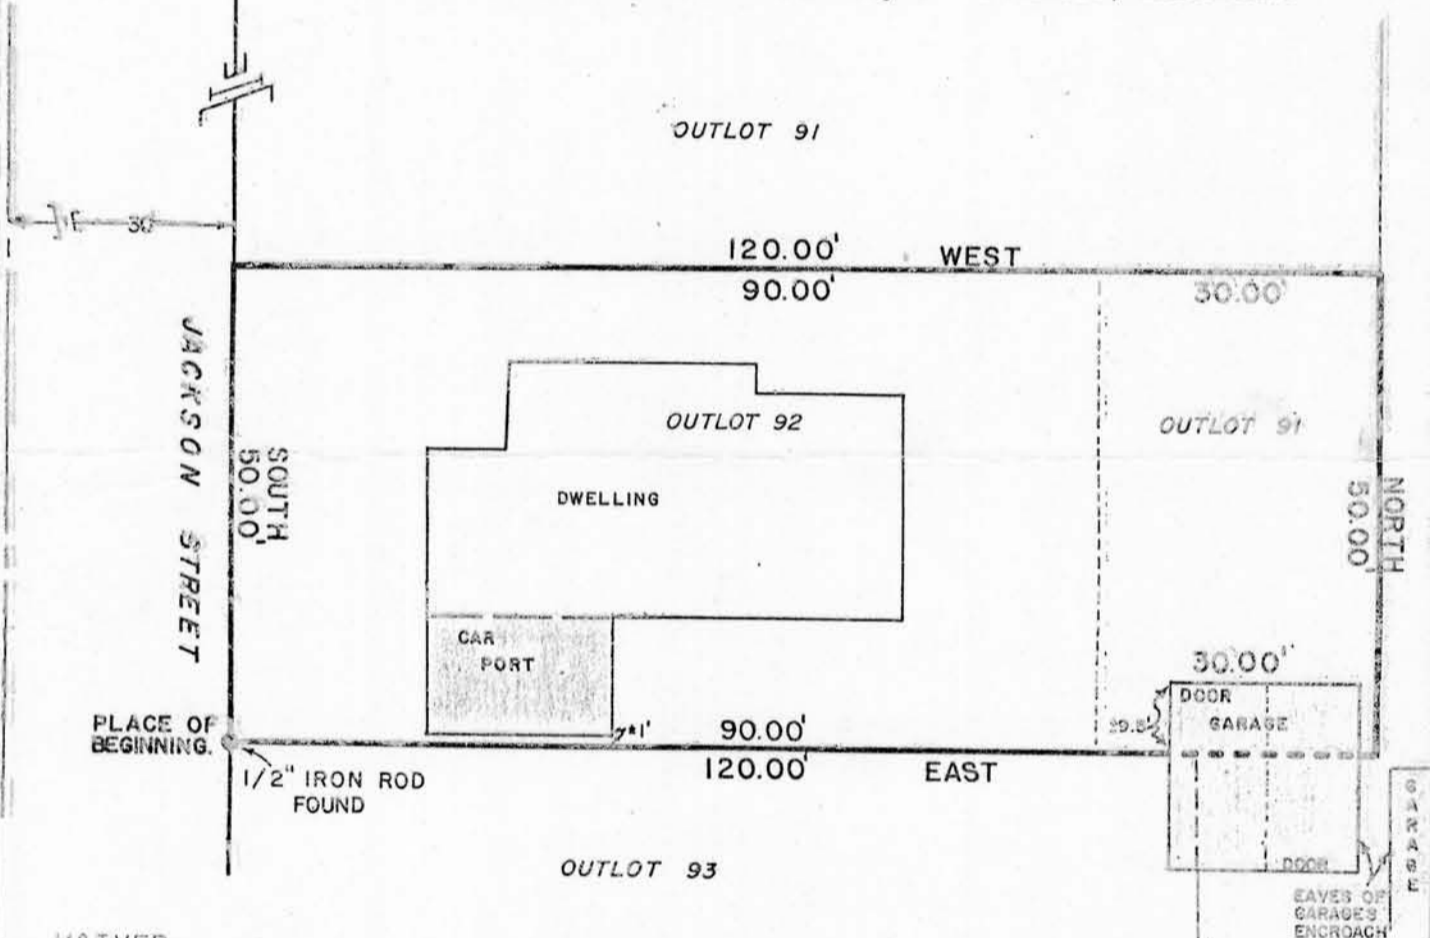 OUTLOT 91
30'
120.00' WEST
90.00'
30.00'
JACKSON STREET
SOUTH
50.00'
OUTLOT 92
OUTLOT 91
DWELLING
NORTH
50.00'
CAR
PORT
30.00'
DOOR
GARAGE
PLACE OF
BEGINNING.
±1'
90.00'
120.00' EAST
1/2" IRON ROD
FOUND
OUTLOT 93
DOOR
GARAGE
EAVES OF
GARAGES
ENCROACH